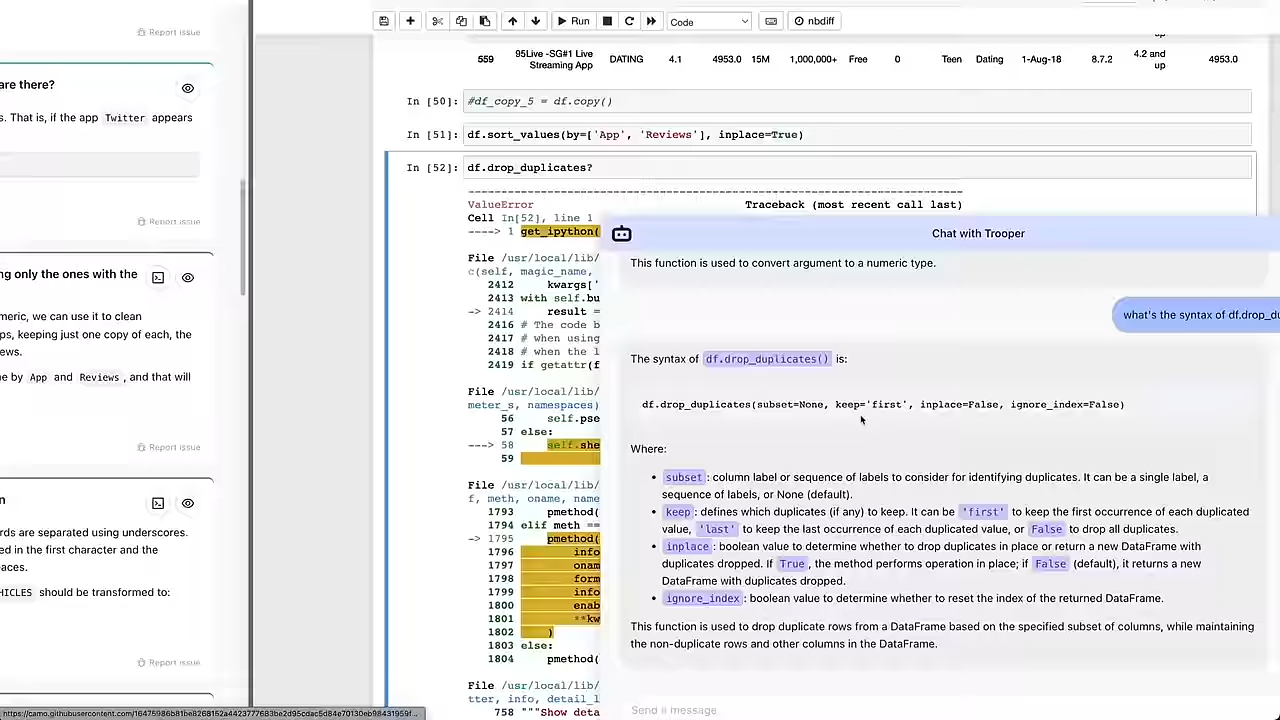 Report issue
are there?
s. That is, if the app Twitter appears
Report issue
ng only the ones with the
meric, we can use it to clean
ps, keeping just one copy of each, the
ews.
ne by App and Reviews, and that will
Report issue
n
rds are separated using underscores.
ed in the first character and the
paces.
HICLES should be transformed to:
Report issue
Run
Code
nbdiff
up
559 95Live -SG#1 Live Streaming App DATING 4.1 4953.0 15M 1,000,000+ Free 0 Teen Dating 1-Aug-18 8.7.2 4.2 and up 4953.0
In [50]: #df_copy_5 = df.copy()
In [51]: df.sort_values(by=['App', 'Reviews'], inplace=True)
In [52]: df.drop_duplicates?
---------------------------------------------------------------------------
ValueError Traceback (most recent call last)
Cell In[52], line 1
----> 1 get_ipython(
File /usr/local/lib/
c(self, magic_name,
2412 kwargs['
2413 with self.bu
-> 2414 result =
2415 # The code b
2417 # when using
2418 # when the l
2419 if getattr(f
File /usr/local/lib/
meter_s, namespaces)
56 self.pse
57 else:
---> 58 self.she
59
File /usr/local/lib/
f, meth, oname, name
1793 pmethod(
1794 elif meth ==
-> 1795 pmethod(
1796 info
1797 onam
1798 form
1799 info
1800 enab
1801 **kw
1802 )
1803 else:
1804 pmethod(
File /usr/local/lib/
tter, info, detail_l
758 """Show deta
Chat with Trooper
This function is used to convert argument to a numeric type.
what's the syntax of df.drop_du
The syntax of df.drop_duplicates() is:
df.drop_duplicates(subset=None, keep='first', inplace=False, ignore_index=False)
Where:
• subset: column label or sequence of labels to consider for identifying duplicates. It can be a single label, a
sequence of labels, or None (default).
• keep: defines which duplicates (if any) to keep. It can be 'first' to keep the first occurrence of each duplicated
value, 'last' to keep the last occurrence of each duplicated value, or False to drop all duplicates.
• inplace: boolean value to determine whether to drop duplicates in place or return a new DataFrame with
duplicates dropped. If True, the method performs operation in place; if False (default), it returns a new
DataFrame with duplicates dropped.
• ignore_index: boolean value to determine whether to reset the index of the returned DataFrame.
This function is used to drop duplicate rows from a DataFrame based on the specified subset of columns, while maintaining
the non-duplicate rows and other columns in the DataFrame.
Send a message